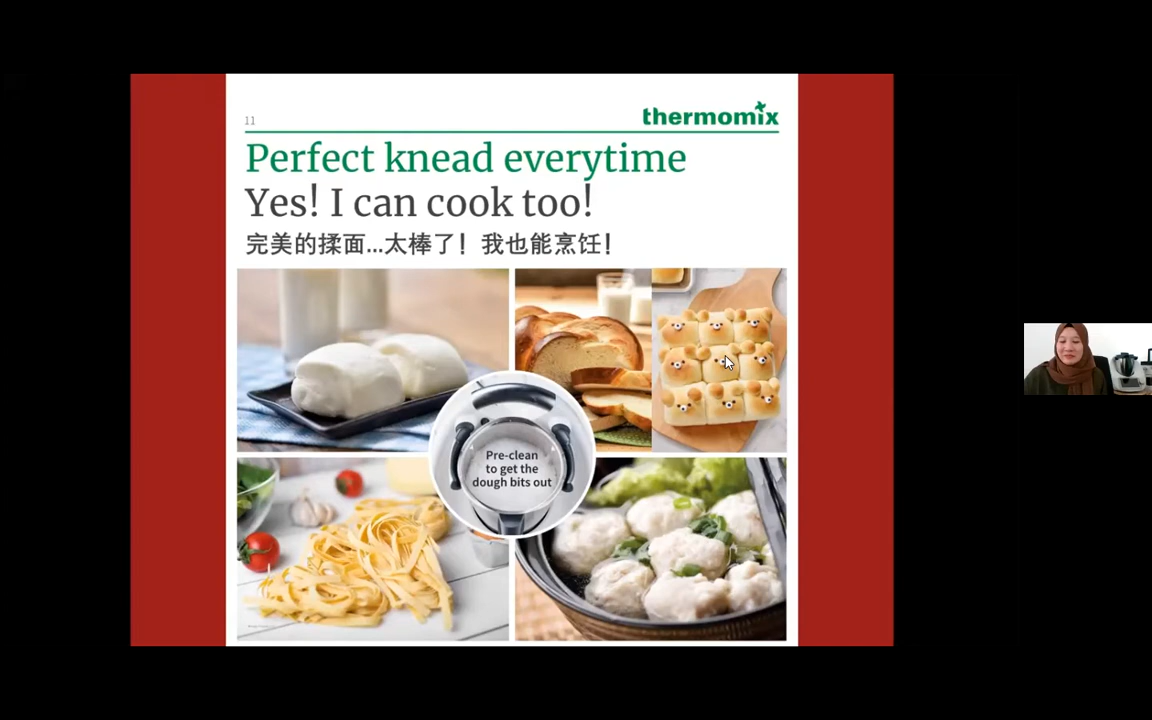 11
thermomix
Perfect knead everytime
Yes! I can cook too!
完美的揉面...太棒了！我也能烹饪！
Pre-clean
to get the
dough bits out